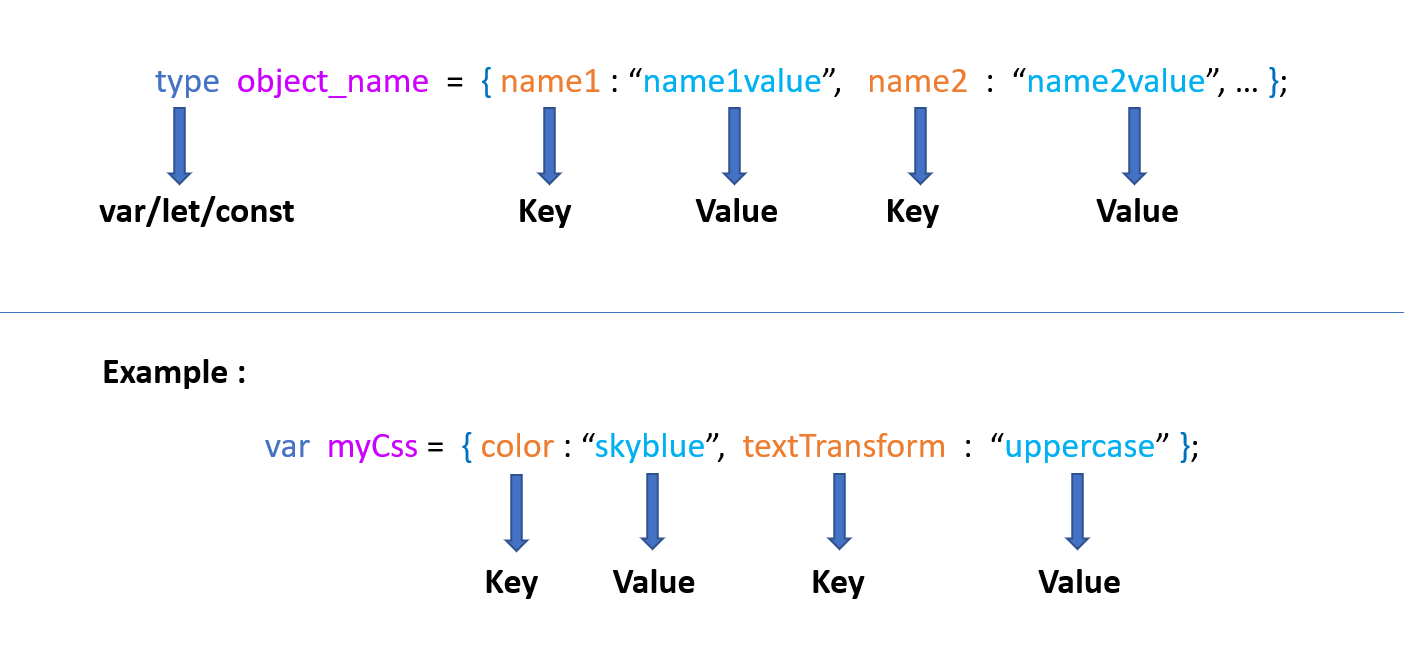 type object_name = { name1 : “name1value”, name2 : “name2value”, ... };
var/let/const Key Value Key Value
Example :
var myCss = { color : “skyblue”, textTransform : “uppercase” };
Key Value Key Value